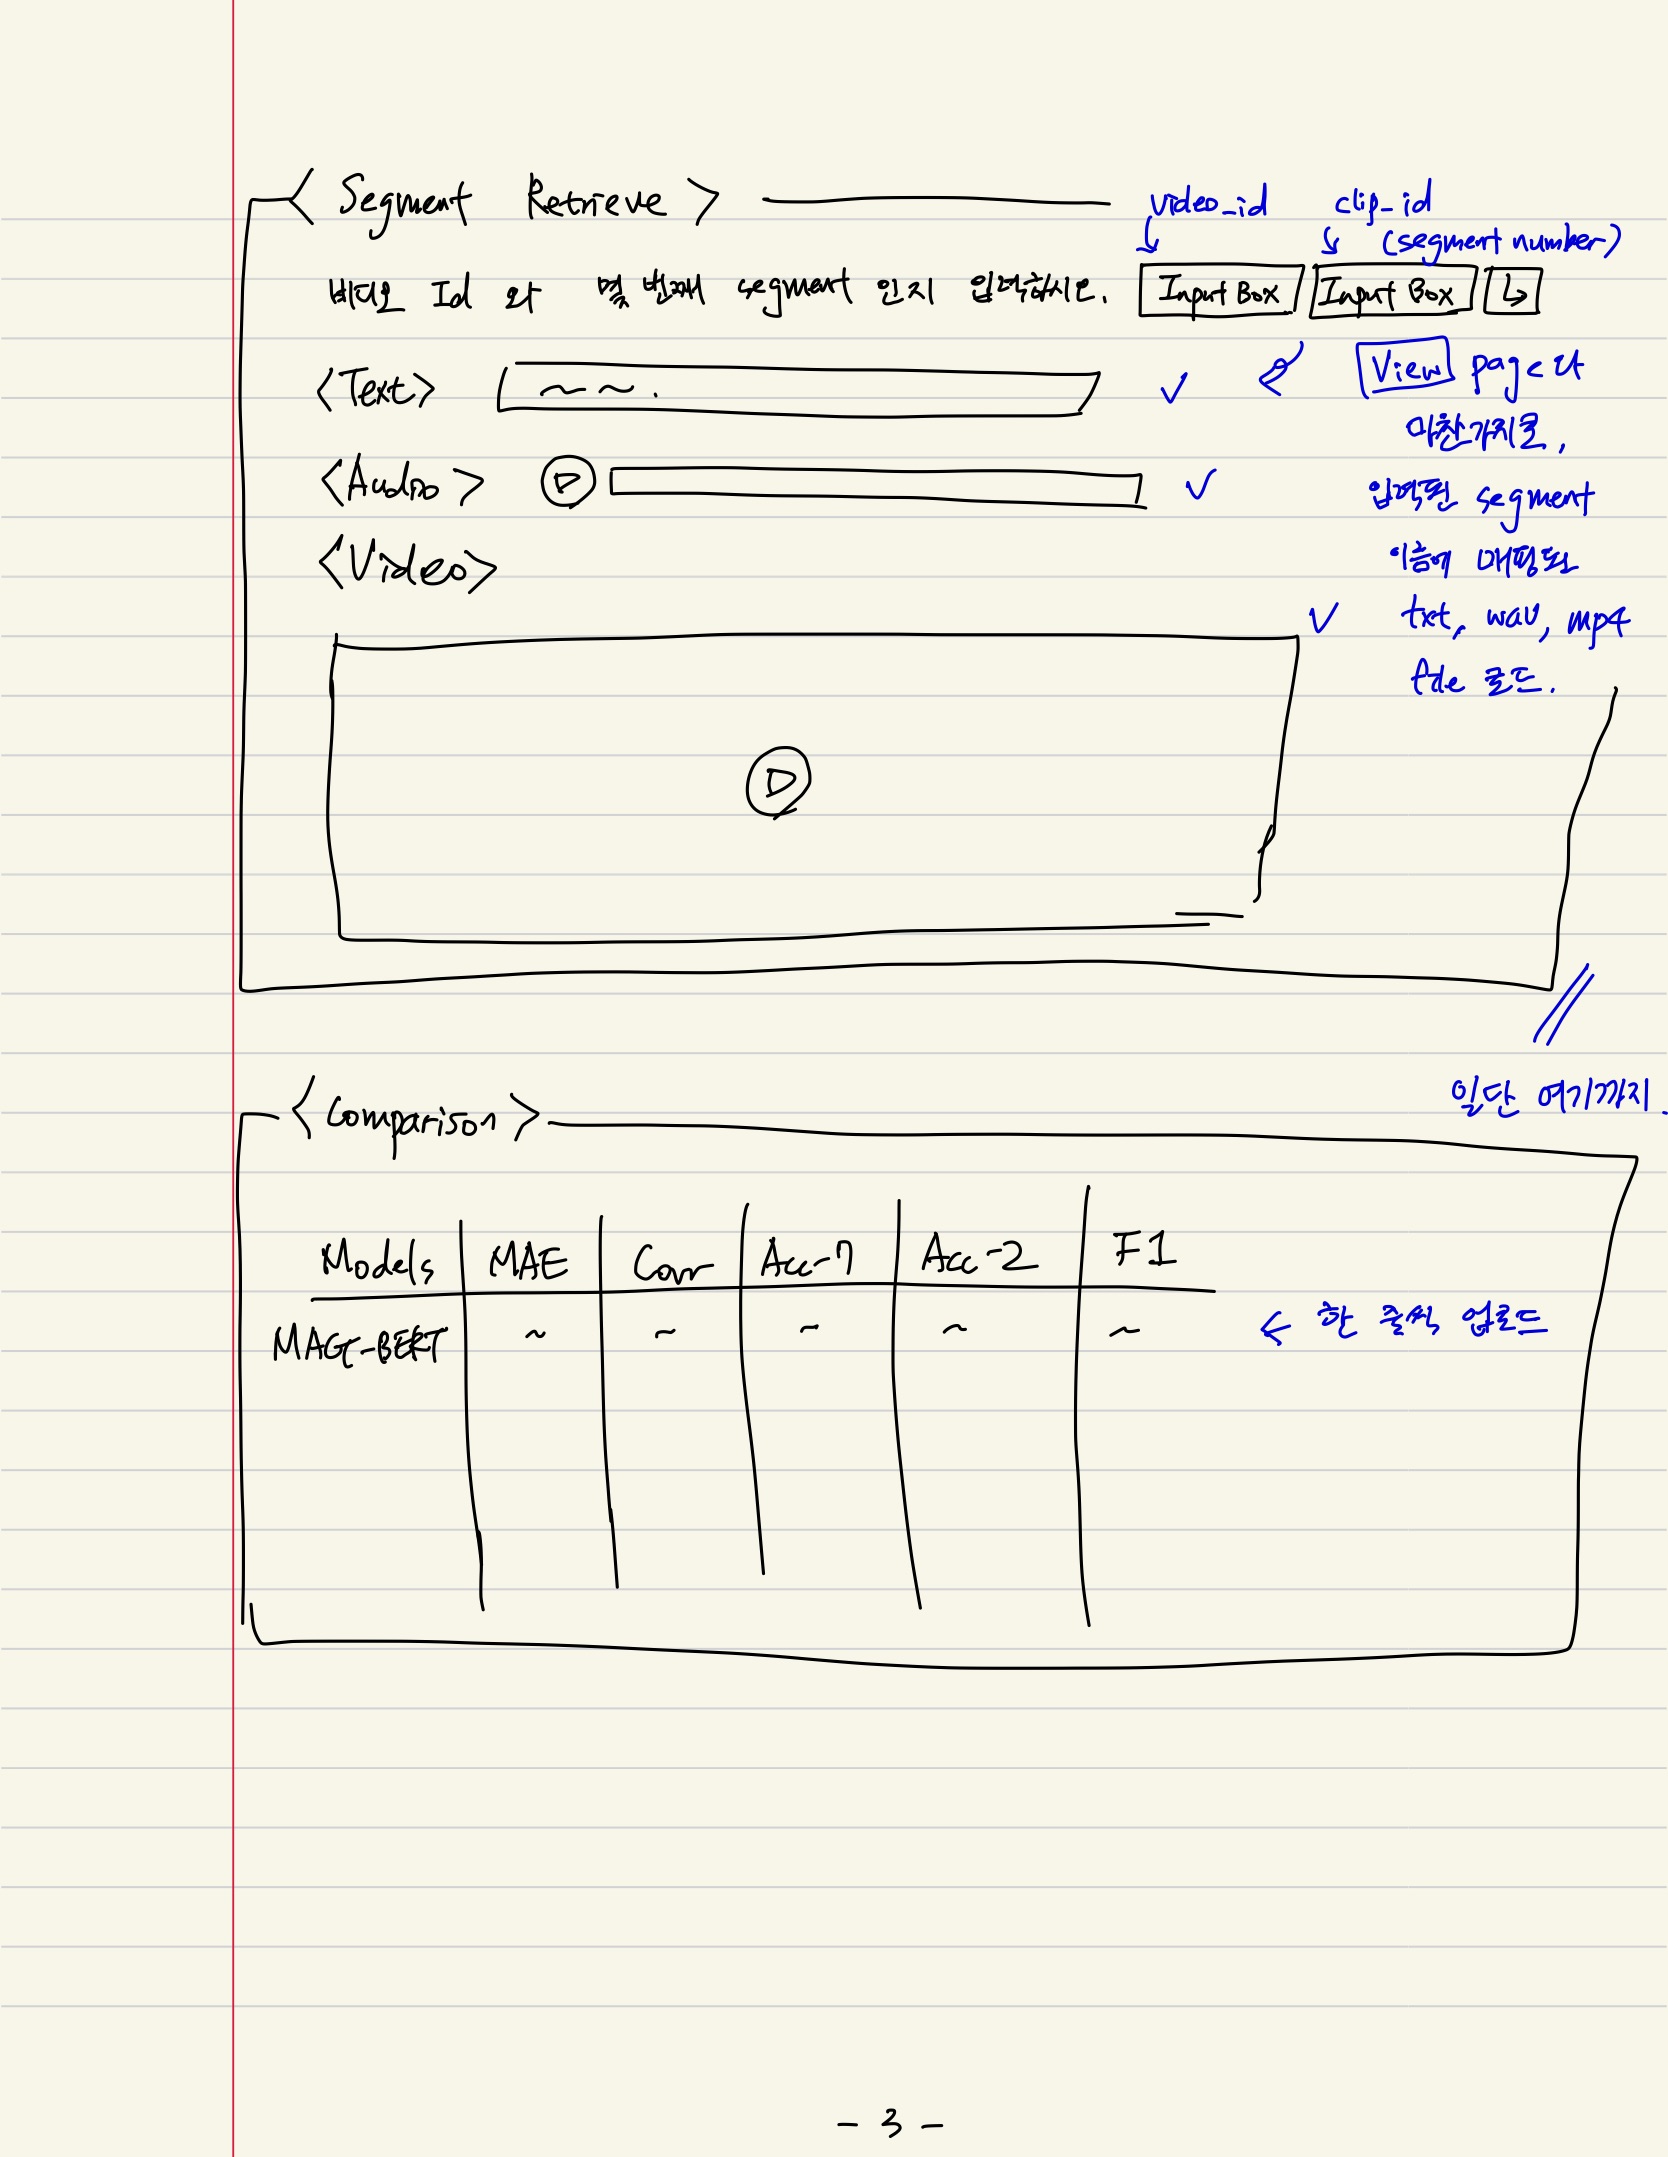 < Segment Retrieve >
video_id
clip_id
(segment number)
비디오 Id 와 몇 번째 segment 인지 입력하시오.
Input Box
Input Box
<Text> ~ ~ .
View page와
마찬가지로,
<Audio>
입력된 segment
<Video>
이름에 매핑된
txt, wav, mp4
file 로드.
일단 여기까지.
<Comparison>
Models MAE Corr Acc-7 Acc-2 F1
MAG-BERT ~ ~ ~ ~ ~
← 한 줄씩 업로드
- 3 -